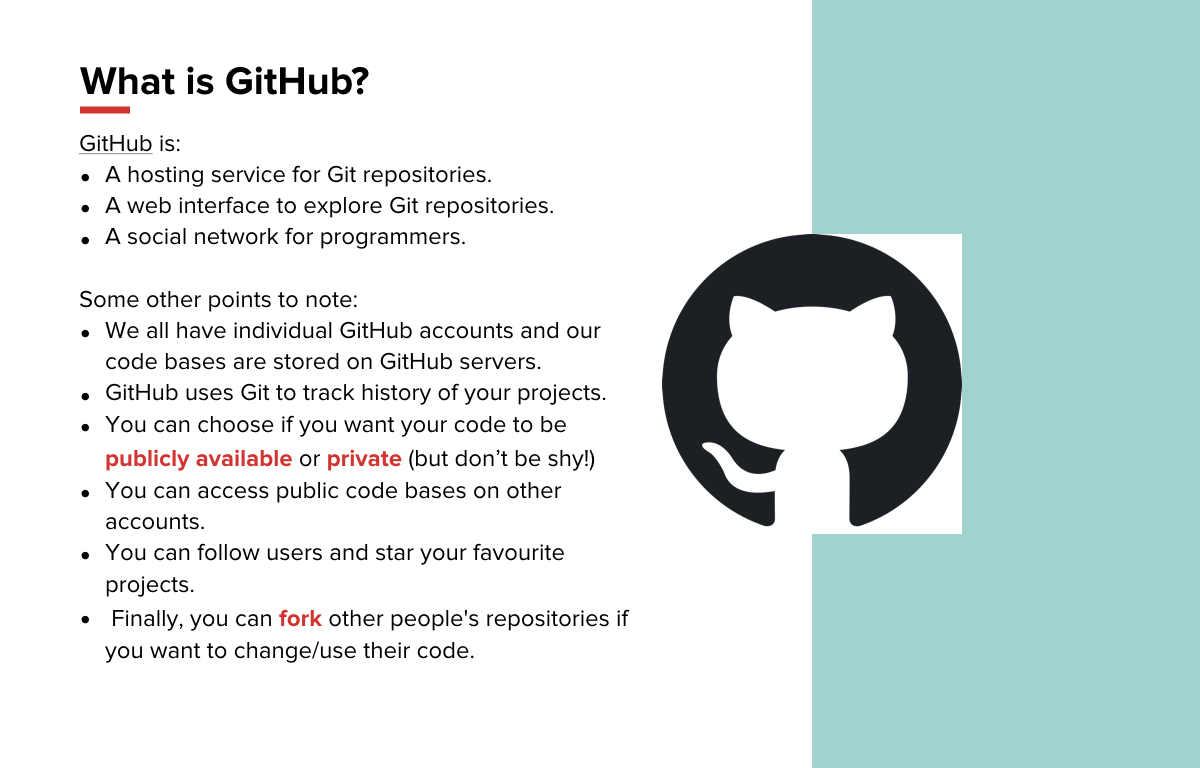 What is GitHub?
GitHub is:
● A hosting service for Git repositories.
● A web interface to explore Git repositories.
● A social network for programmers.
Some other points to note:
● We all have individual GitHub accounts and our
code bases are stored on GitHub servers.
● GitHub uses Git to track history of your projects.
● You can choose if you want your code to be
publicly available or private (but don’t be shy!)
● You can access public code bases on other
accounts.
● You can follow users and star your favourite
projects.
● Finally, you can fork other people's repositories if
you want to change/use their code.